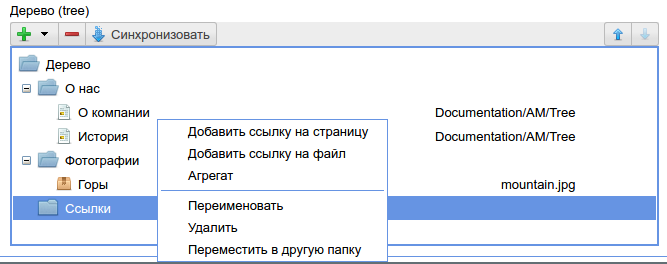 Дерево (tree)
Синхронизовать
Дерево
О нас
О компании Documentation/AM/Tree
История Documentation/AM/Tree
Фотографии
Горы mountain.jpg
Ссылки
Добавить ссылку на страницу
Добавить ссылку на файл
Агрегат
Переименовать
Удалить
Переместить в другую папку